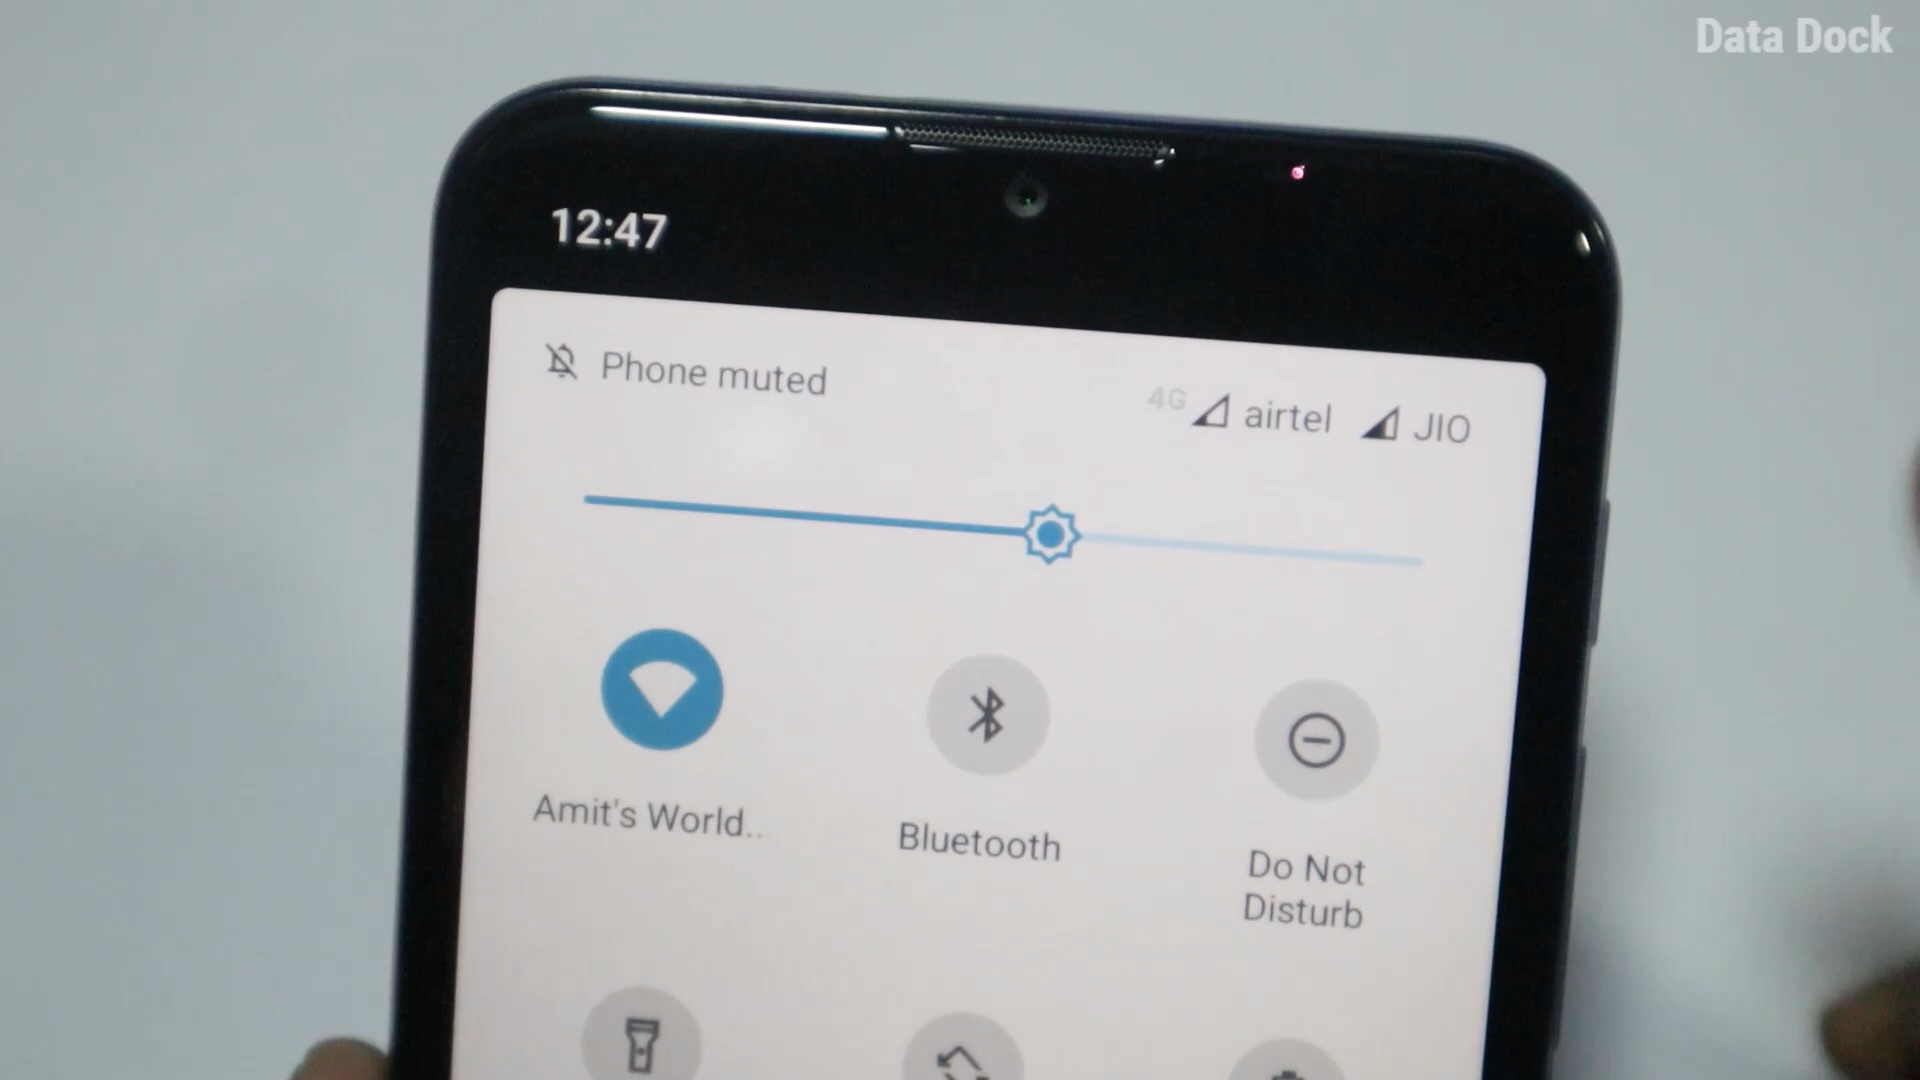 Data Dock
12:47
Phone muted
4G airtel JIO
Amit's World..
Bluetooth
Do Not
Disturb